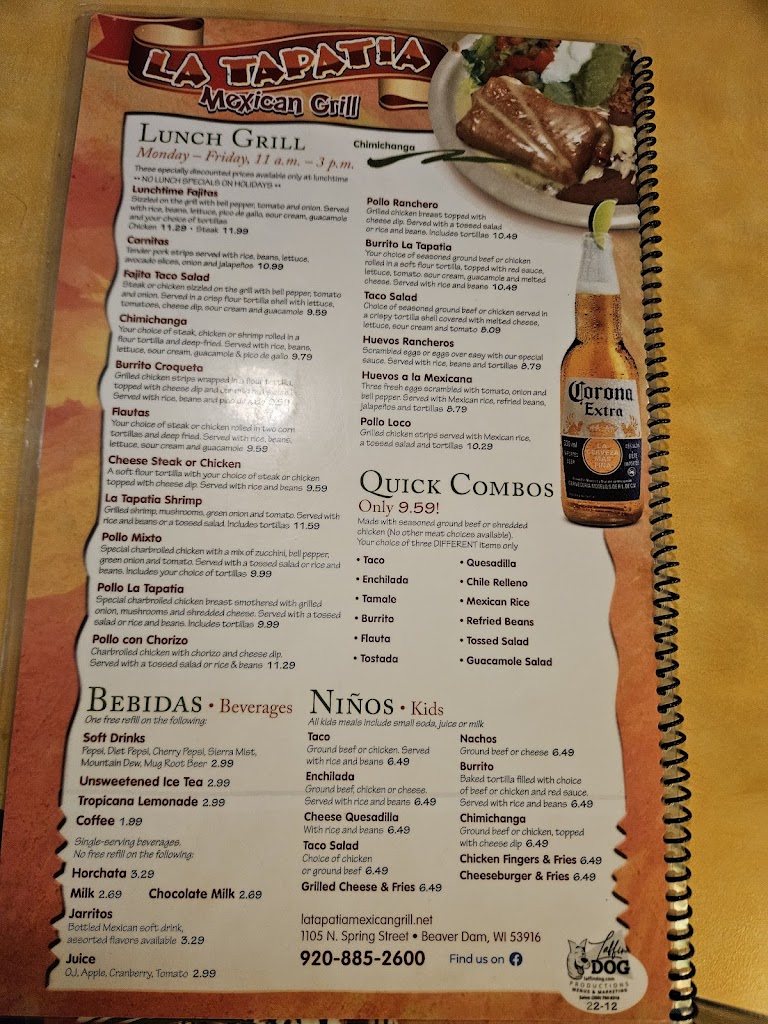 LA TAPATIA
Mexican Grill
LUNCH GRILL
Monday – Friday, 11 a.m. – 3 p.m.
These specially discounted prices available only at lunchtime
** NO LUNCH SPECIALS ON HOLIDAYS **
Lunchtime Fajitas
Sizzled on the grill with bell pepper, tomato and onion. Served
with rice, beans, lettuce, pico de gallo, sour cream, guacamole
and your choice of tortillas
Chicken 11.29 • Steak 11.99
Carnitas
Tender pork strips served with rice, beans, lettuce,
avocado slices, onion and jalapeños 10.99
Fajita Taco Salad
Steak or chicken sizzled on the grill with bell pepper, tomato
and onion. Served in a crisp flour tortilla shell with lettuce,
tomatoes, cheese dip, sour cream and guacamole 9.59
Chimichanga
Your choice of steak, chicken or shrimp rolled in a
flour tortilla and deep-fried. Served with rice, beans,
lettuce, sour cream, guacamole & pico de gallo 9.79
Burrito Croqueta
Grilled chicken strips wrapped in a flour tortilla,
topped with cheese dip and
Served with rice, beans and pico de gallo 9.59
Flautas
Your choice of steak or chicken rolled in two corn
tortillas and deep fried. Served with rice, beans,
lettuce, sour cream and guacamole 9.59
Cheese Steak or Chicken
A soft flour tortilla with your choice of steak or chicken
topped with cheese dip. Served with rice and beans 9.59
La Tapatia Shrimp
Grilled shrimp, mushrooms, green onion and tomato. Served with
rice and beans or a tossed salad. Includes tortillas 11.59
Pollo Mixto
Special charbroiled chicken with a mix of zucchini, bell pepper,
green onion and tomato. Served with a tossed salad or rice and
beans. Includes your choice of tortillas 9.99
Pollo La Tapatia
Special charbroiled chicken breast smothered with grilled
onion, mushrooms and shredded cheese. Served with a tossed
salad or rice and beans. Includes tortillas 9.99
Pollo con Chorizo
Charbroiled chicken with chorizo and cheese dip.
Served with a tossed salad or rice & beans 11.29
Chimichanga
Pollo Ranchero
Grilled chicken breast topped with
cheese dip. Served with a tossed salad
or rice and beans. Includes tortillas 10.49
Burrito La Tapatia
Your choice of seasoned ground beef or chicken
rolled in a soft flour tortilla, topped with red sauce,
lettuce, tomato, sour cream, guacamole and melted
cheese. Served with rice and beans 10.49
Taco Salad
Choice of seasoned ground beef or chicken served in
a crispy tortilla shell covered with melted cheese,
lettuce, sour cream and tomato 8.09
Huevos Rancheros
Scrambled eggs or eggs over easy with our special
sauce. Served with rice, beans and tortillas 8.79
Huevos a la Mexicana
Three fresh eggs scrambled with tomato, onion and
bell pepper. Served with Mexican rice, refried beans,
jalapeños and tortillas 8.79
Pollo Loco
Grilled chicken strips served with Mexican rice,
a tossed salad and tortillas 10.29
Corona
Extra
LA
CERVEZA
MAS
FINA
QUICK COMBOS
Only 9.59!
Made with seasoned ground beef or shredded
chicken (No other meat choices available).
Your choice of three DIFFERENT items only
• Taco
• Enchilada
• Tamale
• Burrito
• Flauta
• Tostada
• Quesadilla
• Chile Relleno
• Mexican Rice
• Refried Beans
• Tossed Salad
• Guacamole Salad
BEBIDAS • Beverages
One free refill on the following:
Soft Drinks
Pepsi, Diet Pepsi, Cherry Pepsi, Sierra Mist,
Mountain Dew, Mug Root Beer 2.99
Unsweetened Ice Tea 2.99
Tropicana Lemonade 2.99
Coffee 1.99
Single-serving beverages.
No free refill on the following:
Horchata 3.29
Milk 2.69 Chocolate Milk 2.69
Jarritos
Bottled Mexican soft drink,
assorted flavors available 3.29
Juice
OJ, Apple, Cranberry, Tomato 2.99
NIÑOS • Kids
All kids meals include small soda, juice or milk
Taco
Ground beef or chicken. Served
with rice and beans 6.49
Enchilada
Ground beef, chicken or cheese.
Served with rice and beans 6.49
Cheese Quesadilla
With rice and beans 6.49
Taco Salad
Choice of chicken
or ground beef 6.49
Grilled Cheese & Fries 6.49
Nachos
Ground beef or cheese 6.49
Burrito
Baked tortilla filled with choice
of beef or chicken and red sauce.
Served with rice and beans 6.49
Chimichanga
Ground beef or chicken, topped
with cheese dip 6.49
Chicken Fingers & Fries 6.49
Cheeseburger & Fries 6.49
latapatiamexicangrill.net
1105 N. Spring Street • Beaver Dam, WI 53916
920-885-2600 Find us on
Laffin
DOG
laffindog.com
PRODUCTIONS
MENUS & MARKETING
22-12